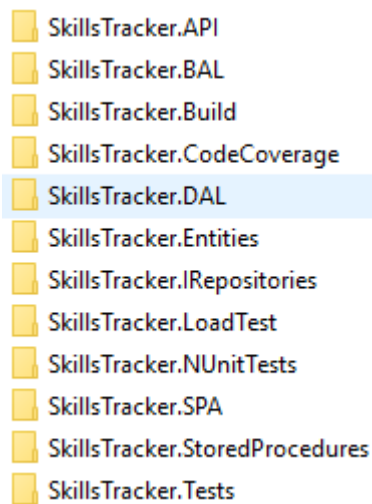 SkillsTracker.API
SkillsTracker.BAL
SkillsTracker.Build
SkillsTracker.CodeCoverage
SkillsTracker.DAL
SkillsTracker.Entities
SkillsTracker.IRepositories
SkillsTracker.LoadTest
SkillsTracker.NUnitTests
SkillsTracker.SPA
SkillsTracker.StoredProcedures
SkillsTracker.Tests